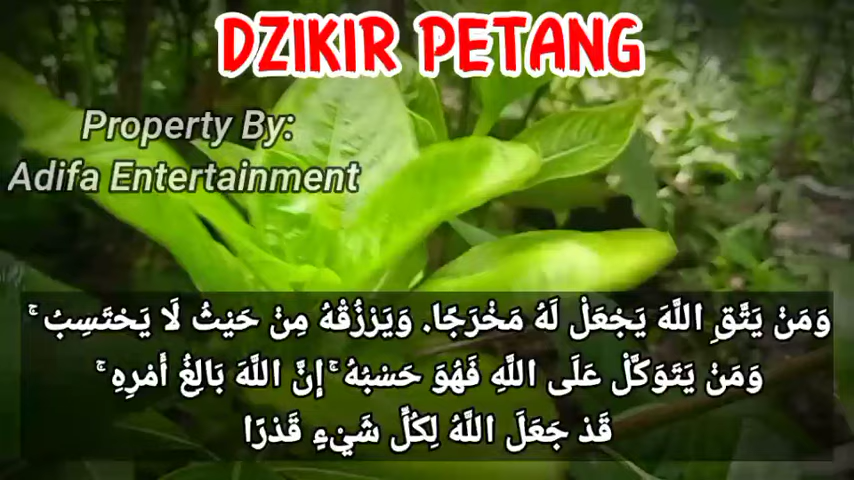 DZIKIR PETANG
Property By:
Adifa Entertainment
وَمَنْ يَتَّقِ اللَّهَ يَجْعَلْ لَهُ مَخْرَجًا. وَيَرْزُقْهُ مِنْ حَيْثُ لَا يَحْتَسِبُ ۚ
وَمَنْ يَتَوَكَّلْ عَلَى اللَّهِ فَهُوَ حَسْبُهُ ۚ إِنَّ اللَّهَ بَالِغُ أَمْرِهِ ۚ
قَدْ جَعَلَ اللَّهُ لِكُلِّ شَيْءٍ قَدْرًا